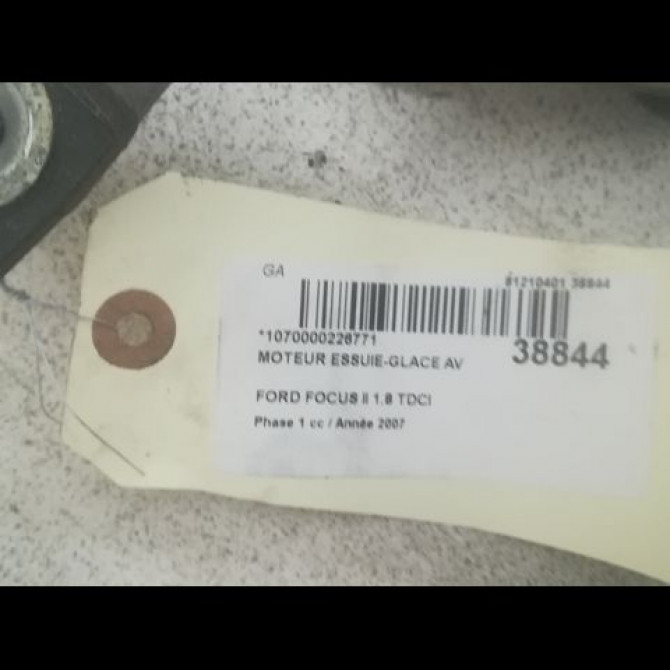 GA
81210401 38844
*1070000226771
MOTEUR ESSUIE-GLACE AV
38844
FORD FOCUS II 1.8 TDCI
Phase 1 cc / Année 2007